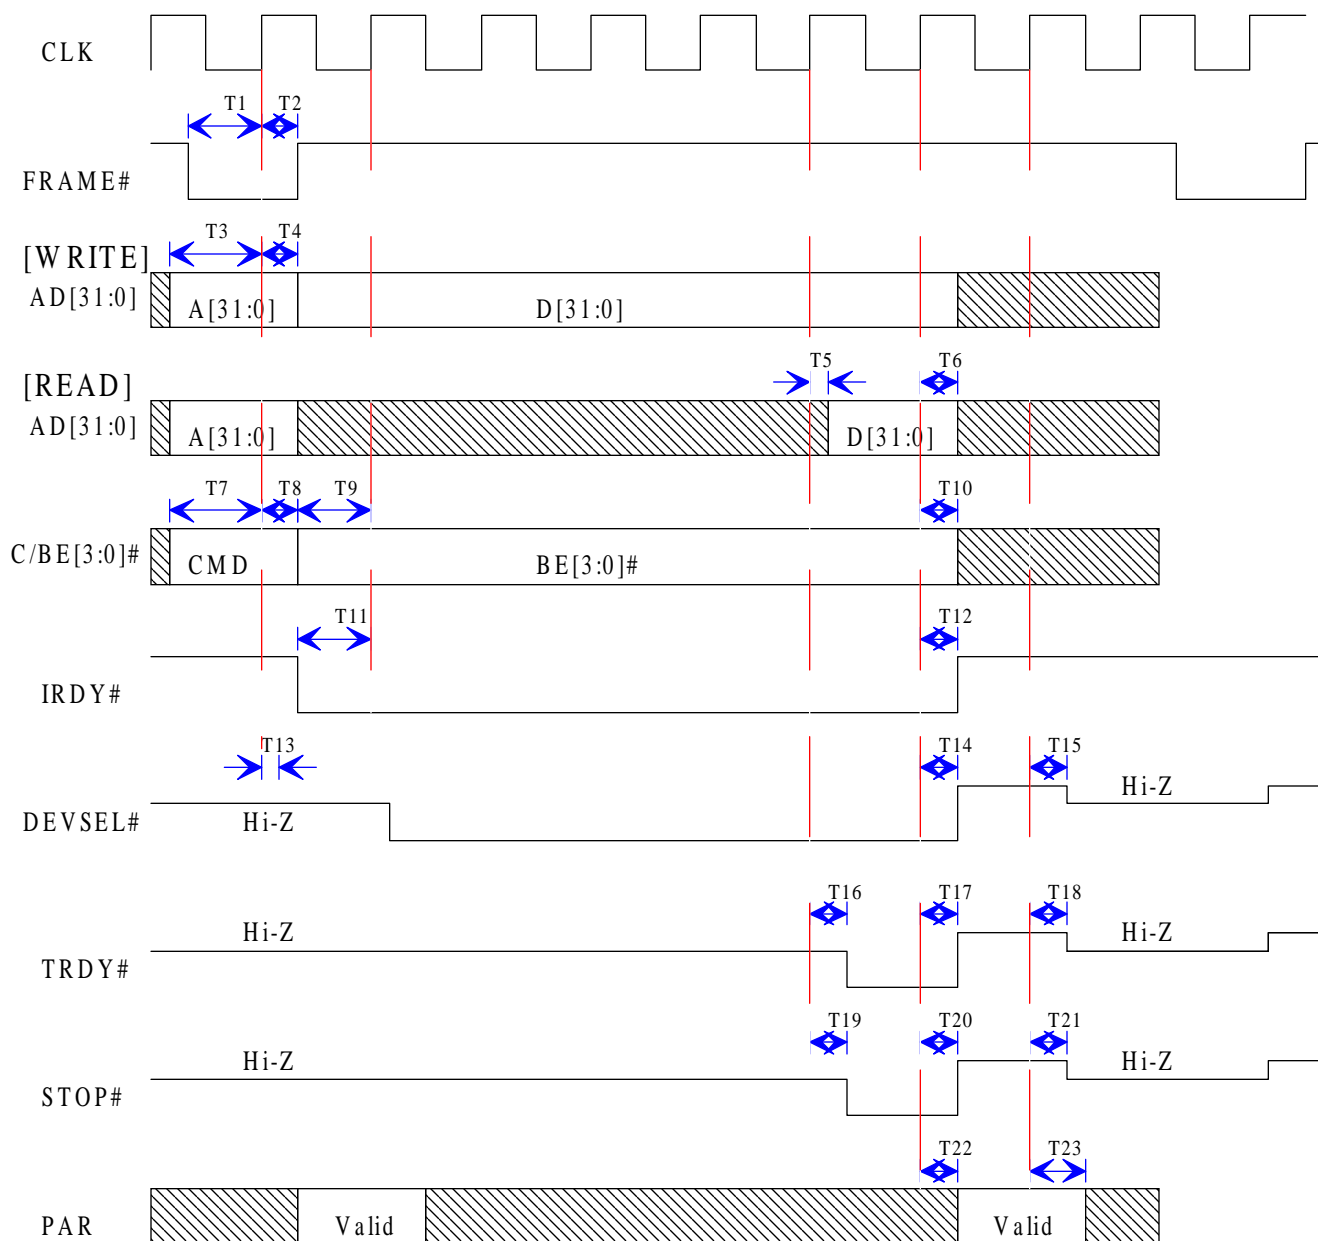 CLK
T1 T2
FRAME#
T3 T4
[WRITE]
AD[31:0]
A[31:0] D[31:0]
T5 T6
[READ]
AD[31:0]
A[31:0] D[31:0]
T7 T8 T9 T10
C/BE[3:0]#
CMD BE[3:0]#
T11 T12
IRDY#
T13 T14 T15
DEVSEL# Hi-Z Hi-Z
T16 T17 T18
Hi-Z Hi-Z
TRDY#
T19 T20 T21
Hi-Z Hi-Z
STOP#
T22 T23
PAR Valid Valid